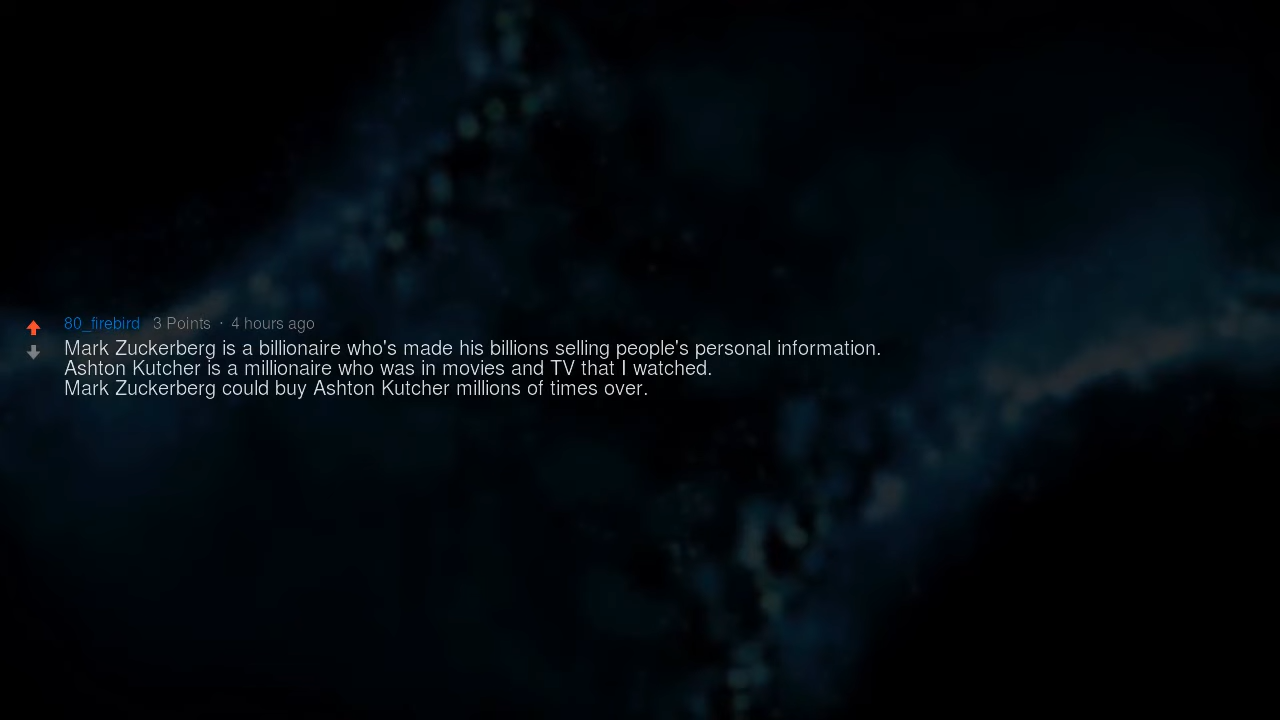 80_firebird 3 Points · 4 hours ago
Mark Zuckerberg is a billionaire who's made his billions selling people's personal information.
Ashton Kutcher is a millionaire who was in movies and TV that I watched.
Mark Zuckerberg could buy Ashton Kutcher millions of times over.